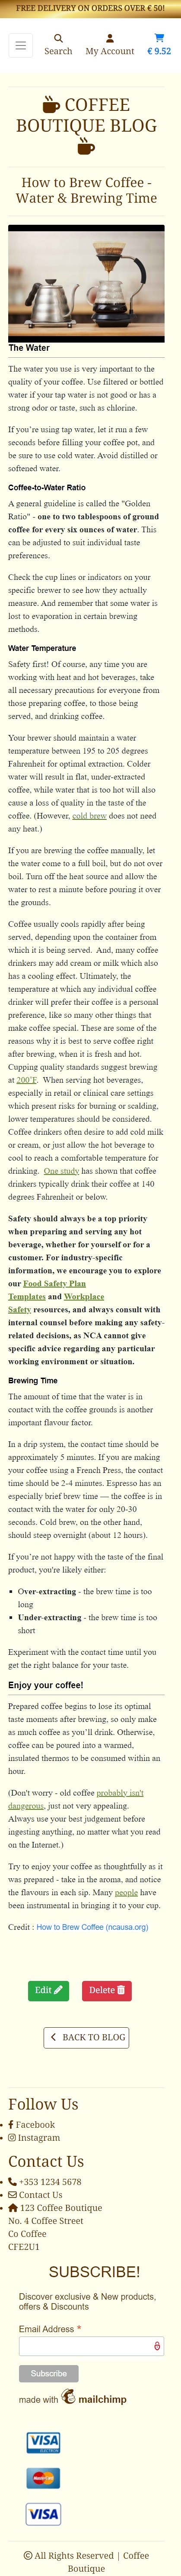 FREE DELIVERY ON ORDERS OVER € 50!
Search
My Account
€ 9.52
COFFEE
BOUTIQUE BLOG
How to Brew Coffee -
Water & Brewing Time
The Water
The water you use is very important to the
quality of your coffee. Use filtered or bottled
water if your tap water is not good or has a
strong odor or taste, such as chlorine.
If you’re using tap water, let it run a few
seconds before filling your coffee pot, and
be sure to use cold water. Avoid distilled or
softened water.
Coffee-to-Water Ratio
A general guideline is called the "Golden
Ratio" - one to two tablespoons of ground
coffee for every six ounces of water. This
can be adjusted to suit individual taste
preferences.
Check the cup lines or indicators on your
specific brewer to see how they actually
measure. And remember that some water is
lost to evaporation in certain brewing
methods.
Water Temperature
Safety first! Of course, any time you are
working with heat and hot beverages, take
all necessary precautions for everyone from
those preparing coffee, to those being
served, and drinking coffee.
Your brewer should maintain a water
temperature between 195 to 205 degrees
Fahrenheit for optimal extraction. Colder
water will result in flat, under-extracted
coffee, while water that is too hot will also
cause a loss of quality in the taste of the
coffee. (However, cold brew does not need
any heat.)
If you are brewing the coffee manually, let
the water come to a full boil, but do not over
boil. Turn off the heat source and allow the
water to rest a minute before pouring it over
the grounds.
Coffee usually cools rapidly after being
served, depending upon the container from
which it is being served. And, many coffee
drinkers may add cream or milk which also
has a cooling effect. Ultimately, the
temperature at which any individual coffee
drinker will prefer their coffee is a personal
preference, like so many other things that
make coffee special. These are some of the
reasons why it is best to serve coffee right
after brewing, when it is fresh and hot.
Cupping quality standards suggest brewing
at 200°F. When serving hot beverages,
especially in retail or clinical care settings
which present risks for burning or scalding,
lower temperatures should be considered.
Coffee drinkers often desire to add cold milk
or cream, or just allow the hot beverage to
cool to reach a comfortable temperature for
drinking. One study has shown that coffee
drinkers typically drink their coffee at 140
degrees Fahrenheit or below.
Safety should always be a top priority
when preparing and serving any hot
beverage, whether for yourself or for a
customer. For industry-specific
information, we encourage you to explore
our Food Safety Plan
Templates and Workplace
Safety resources, and always consult with
internal counsel before making any safety-
related decisions, as NCA cannot give
specific advice regarding any particular
working environment or situation.
Brewing Time
The amount of time that the water is in
contact with the coffee grounds is another
important flavour factor.
In a drip system, the contact time should be
approximately 5 minutes. If you are making
your coffee using a French Press, the contact
time should be 2-4 minutes. Espresso has an
especially brief brew time — the coffee is in
contact with the water for only 20-30
seconds. Cold brew, on the other hand,
should steep overnight (about 12 hours).
If you’re not happy with the taste of the final
product, you're likely either:
Over-extracting - the brew time is too
long
Under-extracting - the brew time is too
short
Experiment with the contact time until you
get the right balance for your taste.
Enjoy your coffee!
Prepared coffee begins to lose its optimal
taste moments after brewing, so only make
as much coffee as you’ll drink. Otherwise,
coffee can be poured into a warmed,
insulated thermos to be consumed within an
hour.
(Don't worry - old coffee probably isn't
dangerous, just not very appealing.
Always use your best judgement before
ingesting anything, no matter what you read
on the Internet.)
Try to enjoy your coffee as thoughtfully as it
was prepared - take in the aroma, and notice
the flavours in each sip. Many people have
been instrumental in bringing it to your cup.
Credit : How to Brew Coffee (ncausa.org)
Edit
Delete
BACK TO BLOG
Follow Us
Facebook
Instagram
Contact Us
+353 1234 5678
Contact Us
123 Coffee Boutique
No. 4 Coffee Street
Co Coffee
CFE2U1
SUBSCRIBE!
Discover exclusive & New products,
offers & Discounts
Email Address *
Subscribe
made with mailchimp
VISA
MasterCard
VISA
© All Rights Reserved | Coffee
Boutique